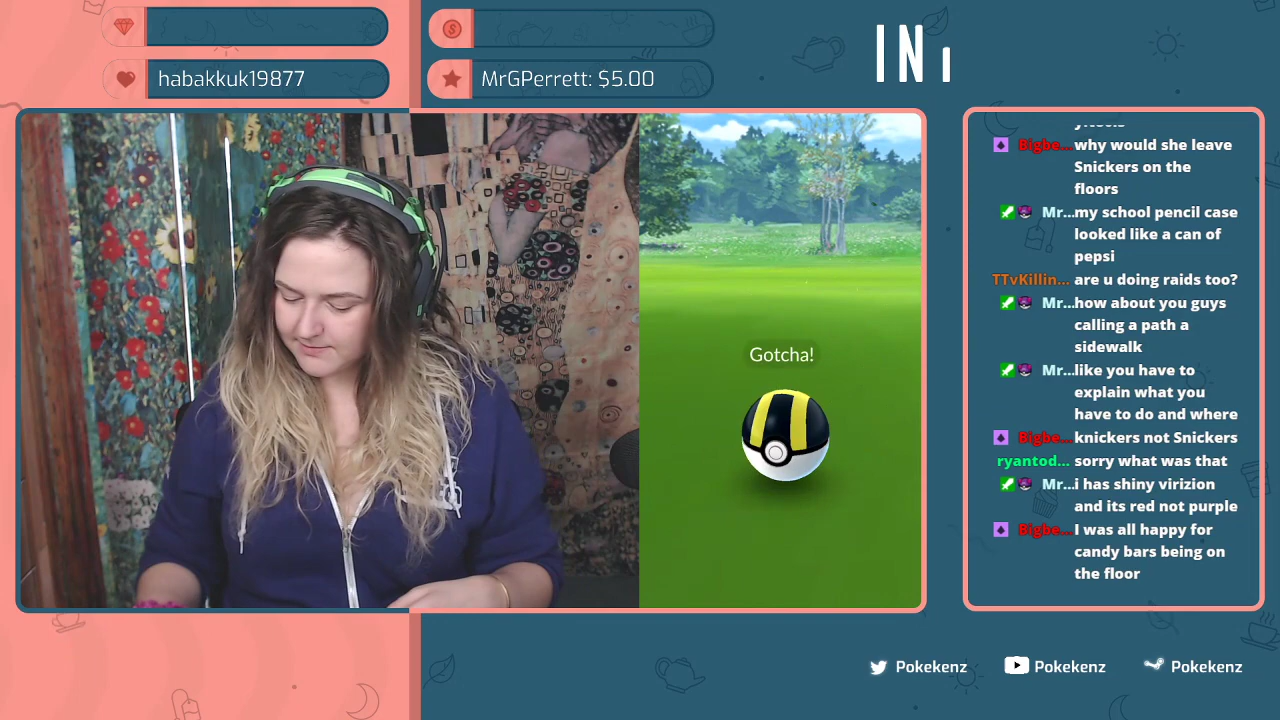 IN
habakkuk19877
MrGPerrett: $5.00
Gotcha!
Bigbe... why would she leave
Snickers on the
floors
Mr... my school pencil case
looked like a can of
pepsi
TTvKillin... are u doing raids too?
Mr... how about you guys
calling a path a
sidewalk
Mr... like you have to
explain what you
have to do and where
Bigbe... knickers not Snickers
ryantod... sorry what was that
Mr... i has shiny virizion
and its red not purple
Bigbe... I was all happy for
candy bars being on
the floor
Pokekenz
Pokekenz
Pokekenz